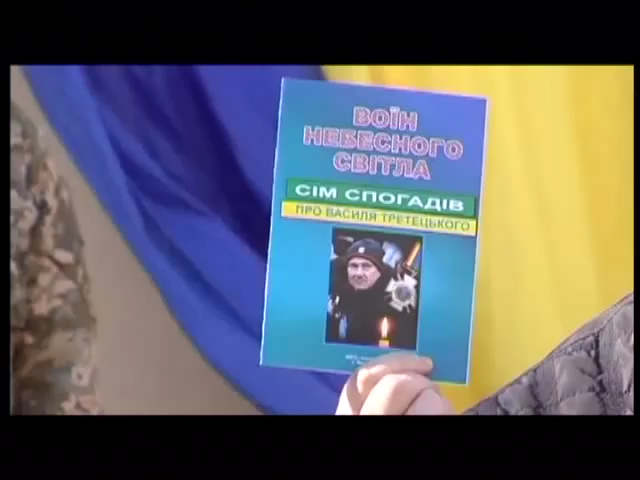 ВОЇН
НЕБЕСНОГО
СВІТЛА
СІМ СПОГАДІВ
ПРО ВАСИЛЯ ТРЕТЕЦЬКОГО